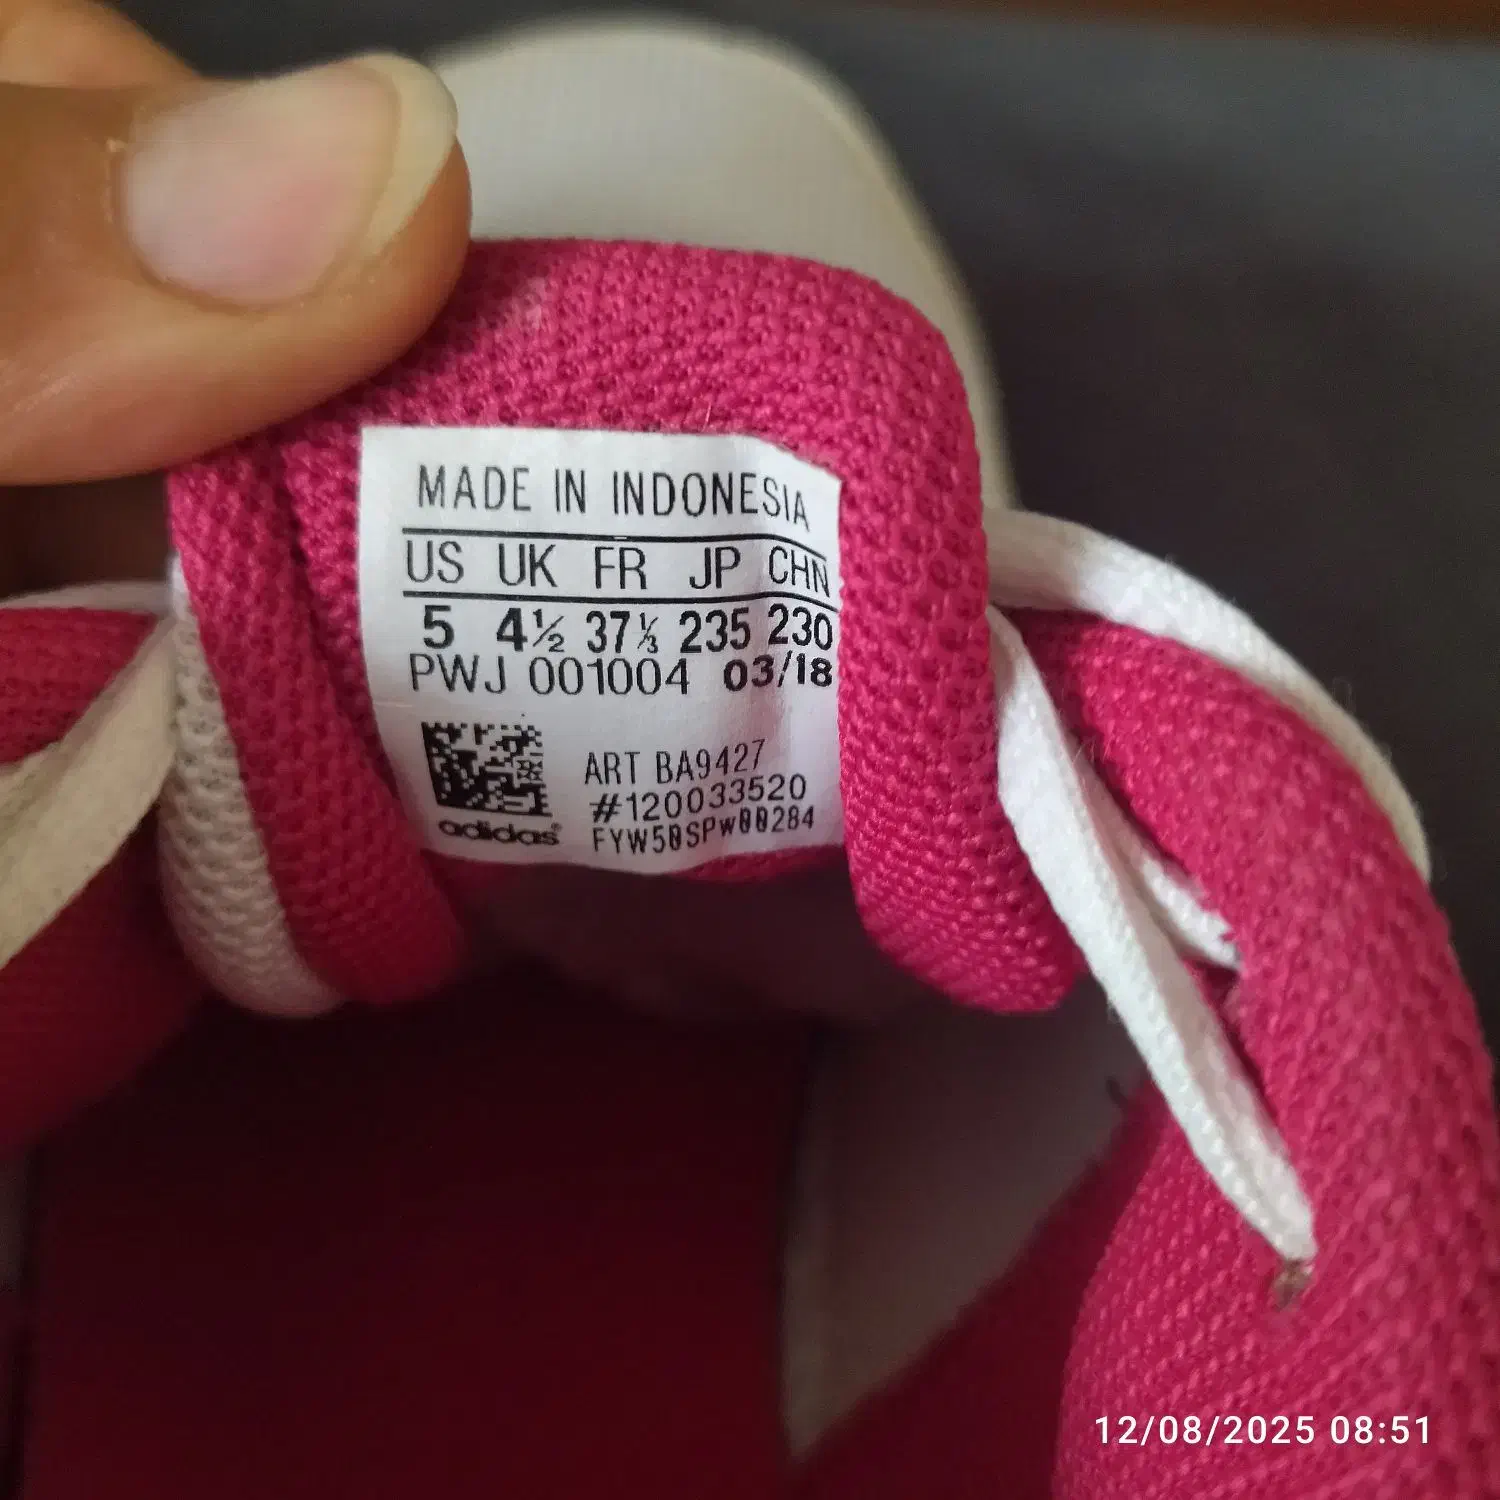 MADE IN INDONESIA
US UK FR JP CHN
5 4½ 37⅓ 235 230
PWJ 001004 03/18
ART BA9427
#120033520
FYW50SPW00284
adidas
12/08/2025 08:51